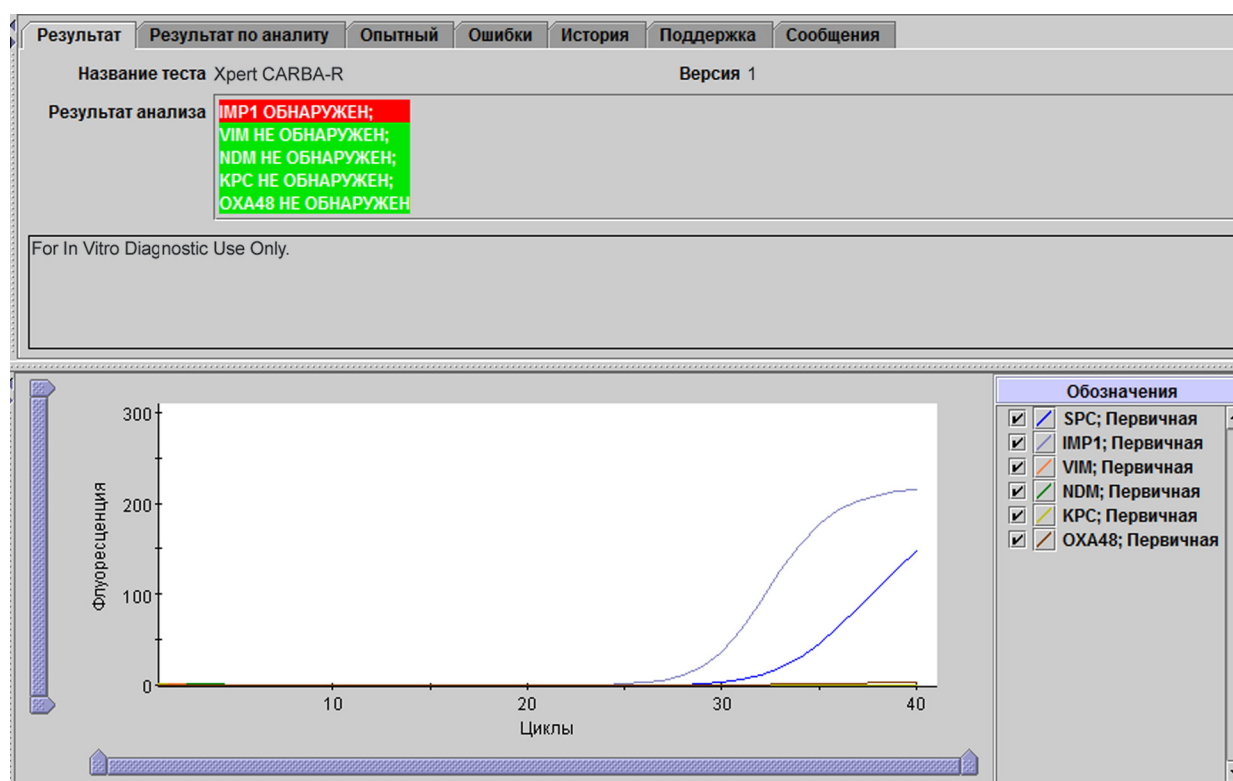 Результат Результат по аналиту Опытный Ошибки История Поддержка Сообщения
Название теста Xpert CARBA-R Версия 1
Результат анализа IMP1 ОБНАРУЖЕН;
VIM НЕ ОБНАРУЖЕН;
NDM НЕ ОБНАРУЖЕН;
KPC НЕ ОБНАРУЖЕН;
OXA48 НЕ ОБНАРУЖЕН
For In Vitro Diagnostic Use Only.
Обозначения
SPC; Первичная
IMP1; Первичная
VIM; Первичная
NDM; Первичная
KPC; Первичная
OXA48; Первичная
Флуоресценция
300
200
100
0
10 20 30 40
Циклы